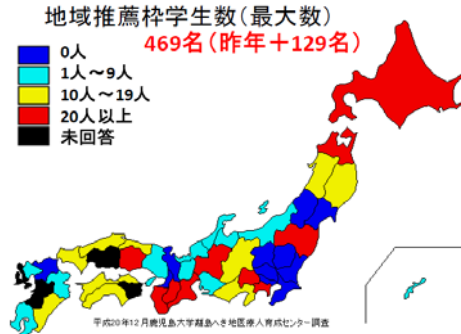 地域推薦枠学生数（最大数）
469名（昨年＋129名）
0人
1人～9人
10人～19人
20人以上
未回答
平成20年12月鹿児島大学離島へき地医療人育成センター調査